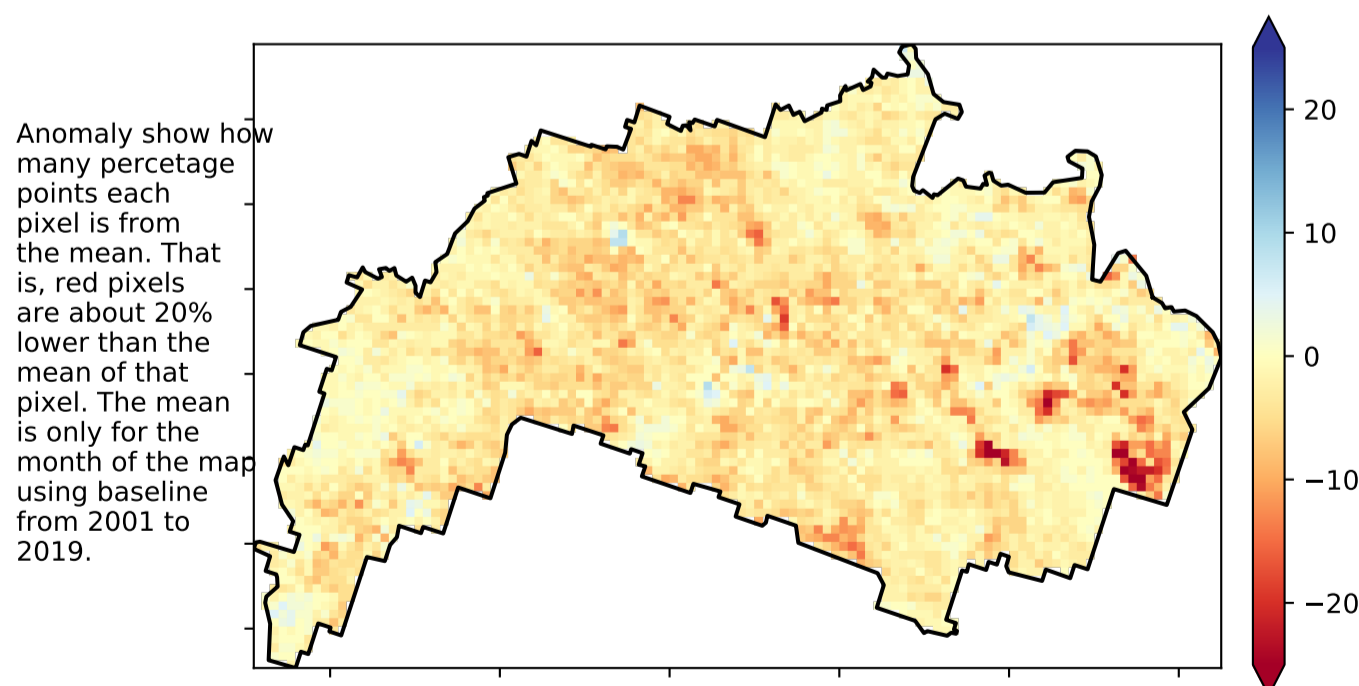 Anomaly show how
many percetage
points each
pixel is from
the mean. That
is, red pixels
are about 20%
lower than the
mean of that
pixel. The mean
is only for the
month of the map
using baseline
from 2001 to
2019.
20
10
0
−10
−20